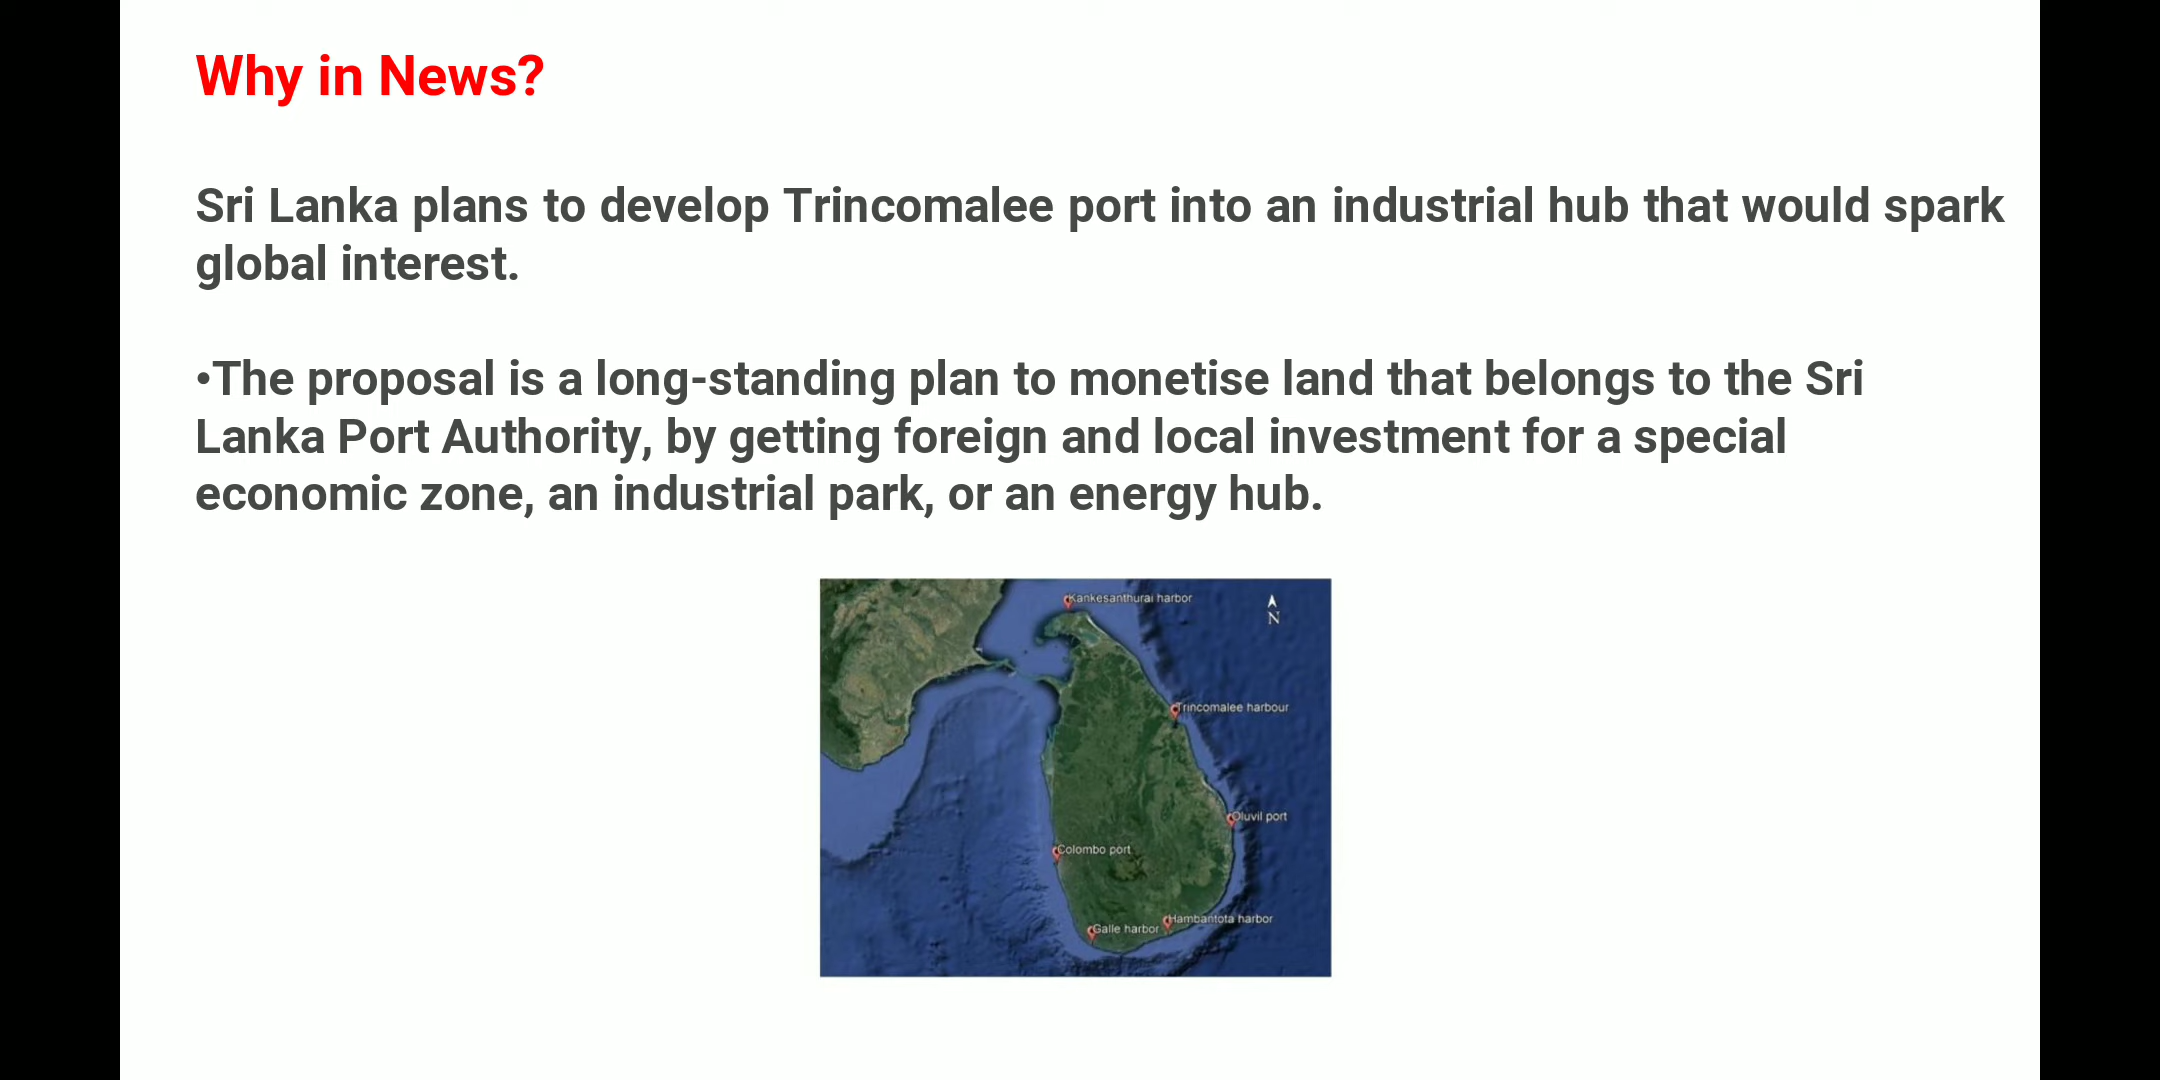 Why in News?
Sri Lanka plans to develop Trincomalee port into an industrial hub that would spark
global interest.
•The proposal is a long-standing plan to monetise land that belongs to the Sri
Lanka Port Authority, by getting foreign and local investment for a special
economic zone, an industrial park, or an energy hub.
Kankesanthurai harbor
N
Trincomalee harbour
Oluvil port
Colombo port
Hambantota harbor
Galle harbor